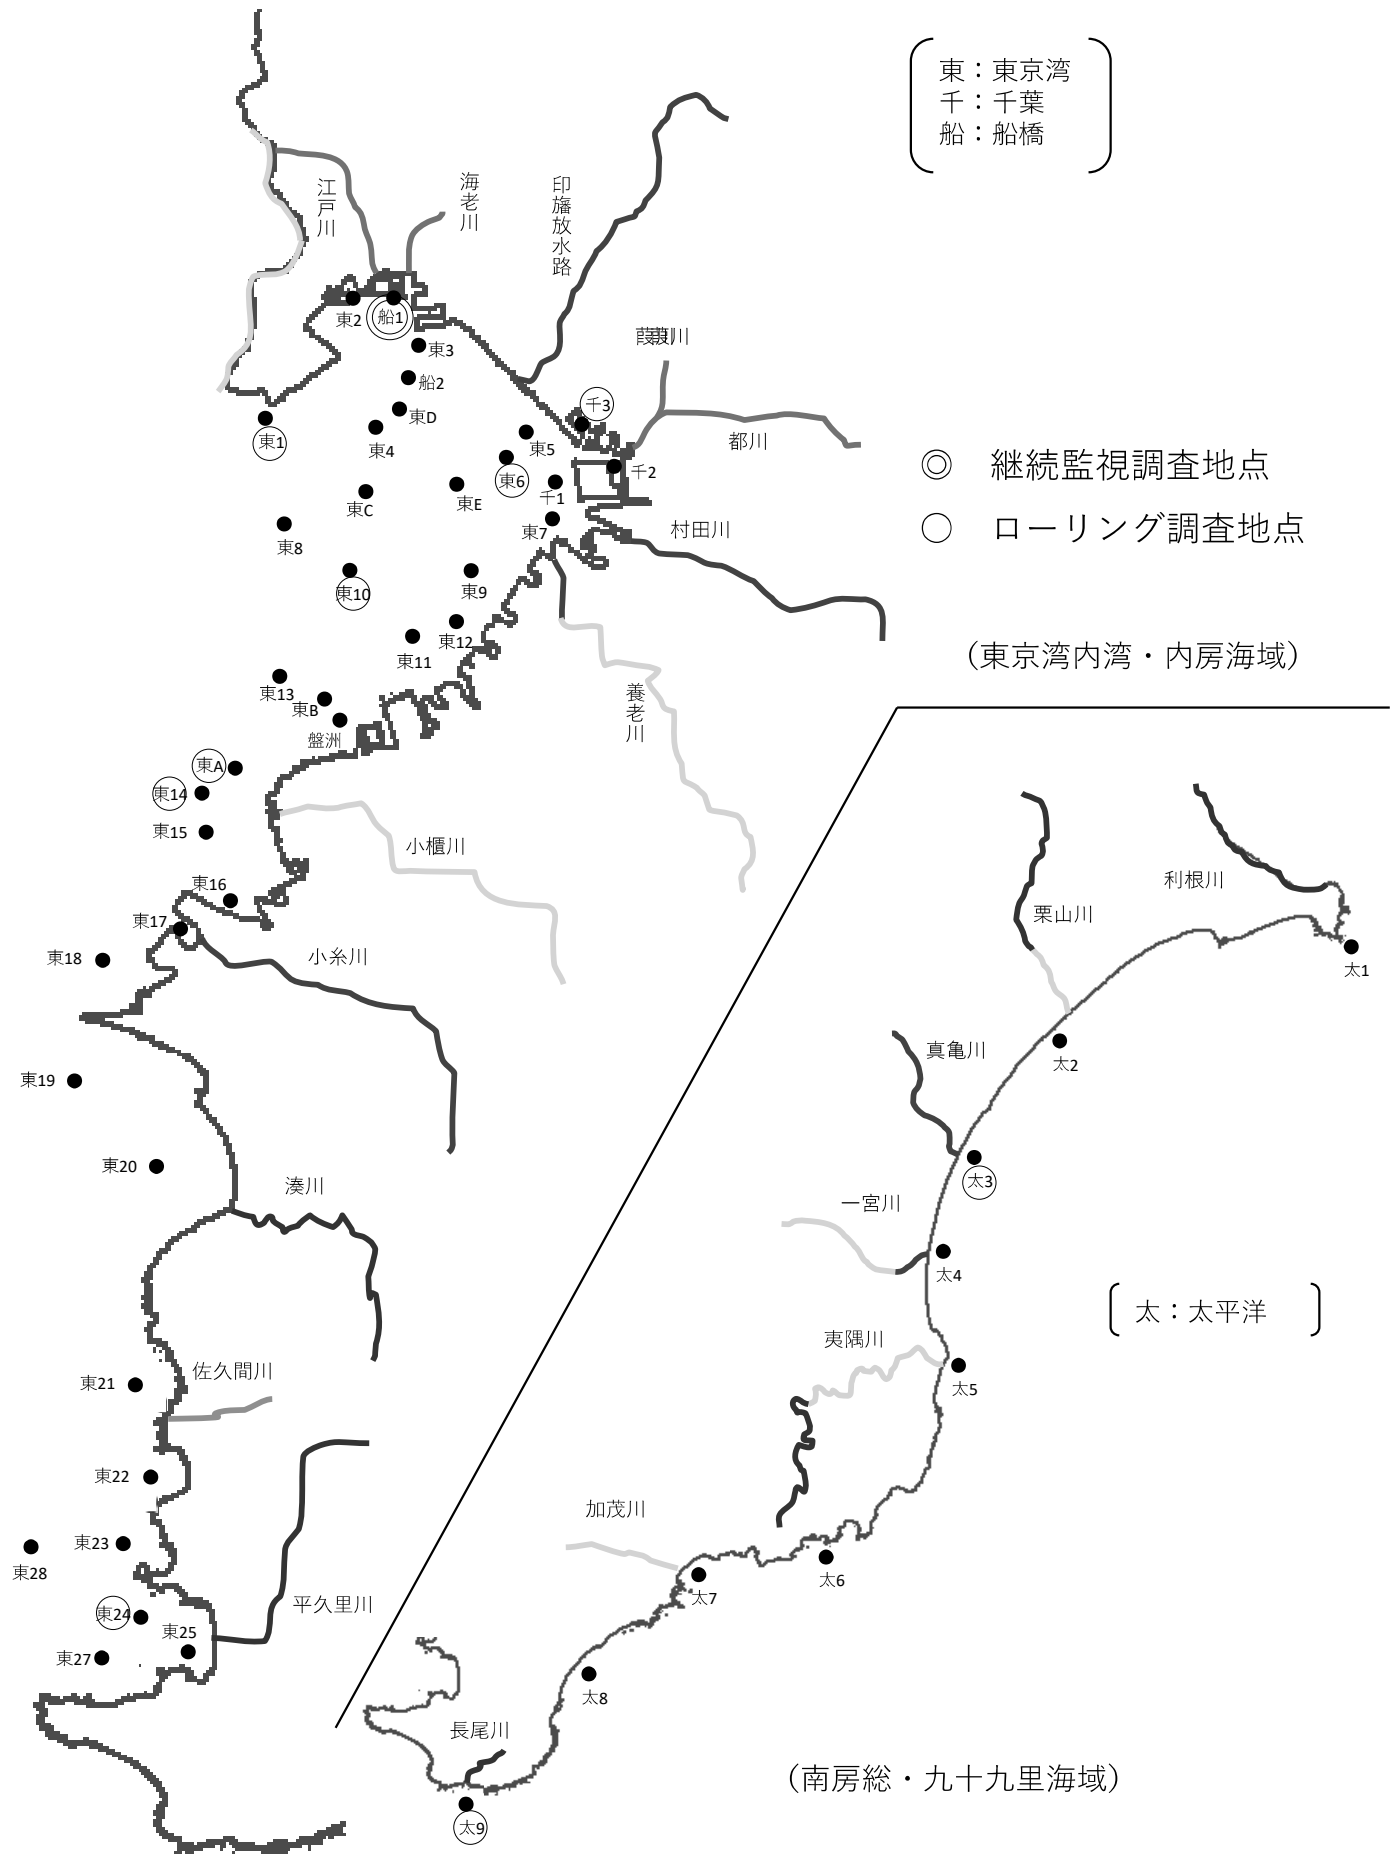 東：東京湾
千：千葉
船：船橋
江戸川
海老川
印旛放水路
東2
船1
東3
葭川
船2
千3
東D
東1
東4
東5
都川
東6
千2
◎ 継続監視調査地点
東C
東E
千1
○ ローリング調査地点
東7
村田川
東8
東10
東9
東12
東11
(東京湾内湾・内房海域)
東13
東B
養老川
盤洲
東A
東14
東15
小櫃川
東16
利根川
栗山川
東17
東18
小糸川
太1
真亀川
太2
東19
東20
湊川
太3
一宮川
太4
太：太平洋
夷隅川
東21
佐久間川
太5
東22
加茂川
東23
東28
太6
太7
東24
平久里川
東25
東27
太8
長尾川
(南房総・九十九里海域)
太9